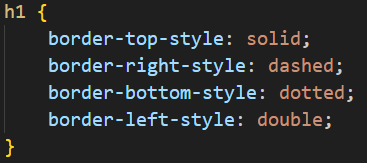 h1 {
    border-top-style: solid;
    border-right-style: dashed;
    border-bottom-style: dotted;
    border-left-style: double;
}